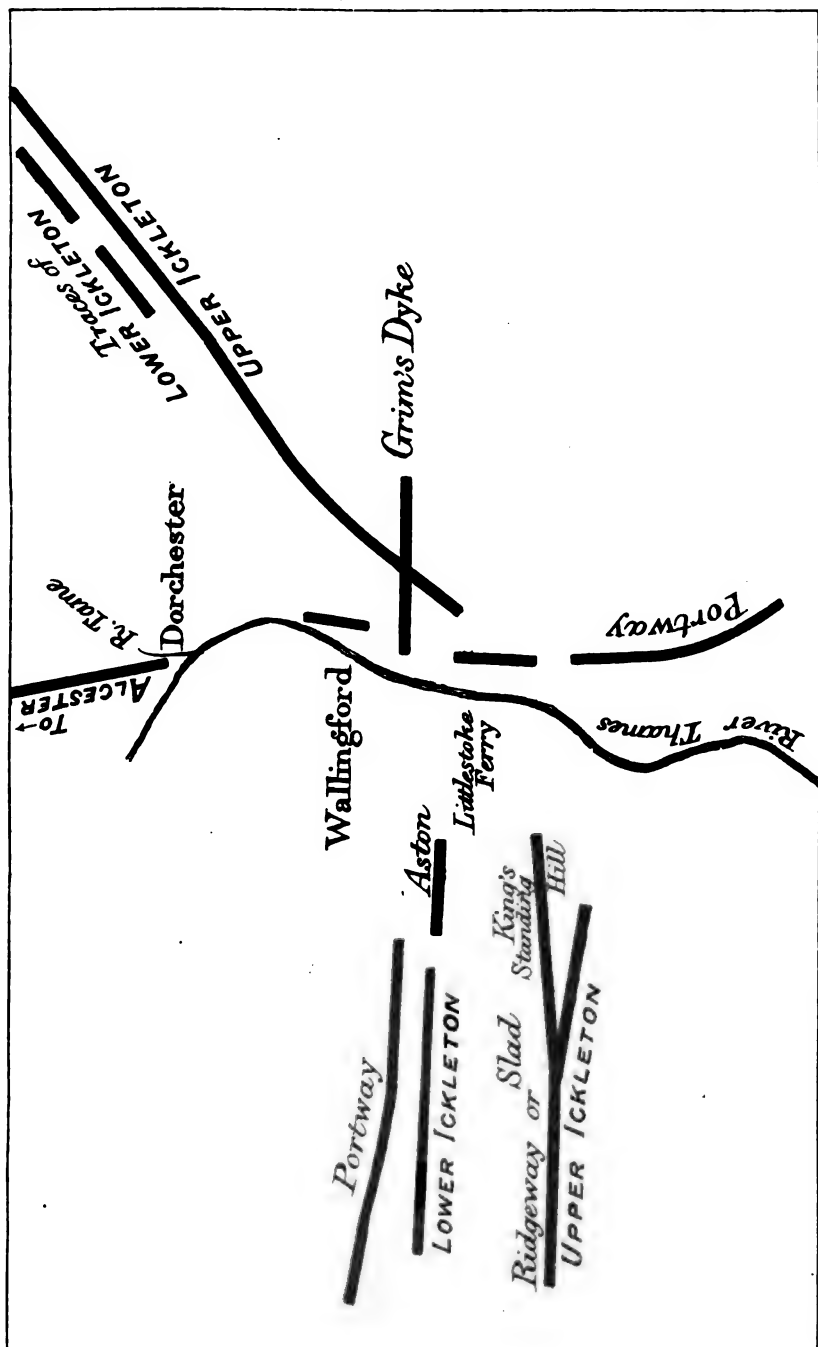 To
ALCESTER
R. Tame
Dorchester
Traces of
LOWER ICKLETON
UPPER ICKLETON
Wallingford
Grim's Dyke
Aston
Littlestoke
Ferry
Portway
River Thames
Portway
LOWER ICKLETON
Ridgeway or Slad
King's
Standing
Hill
UPPER ICKLETON